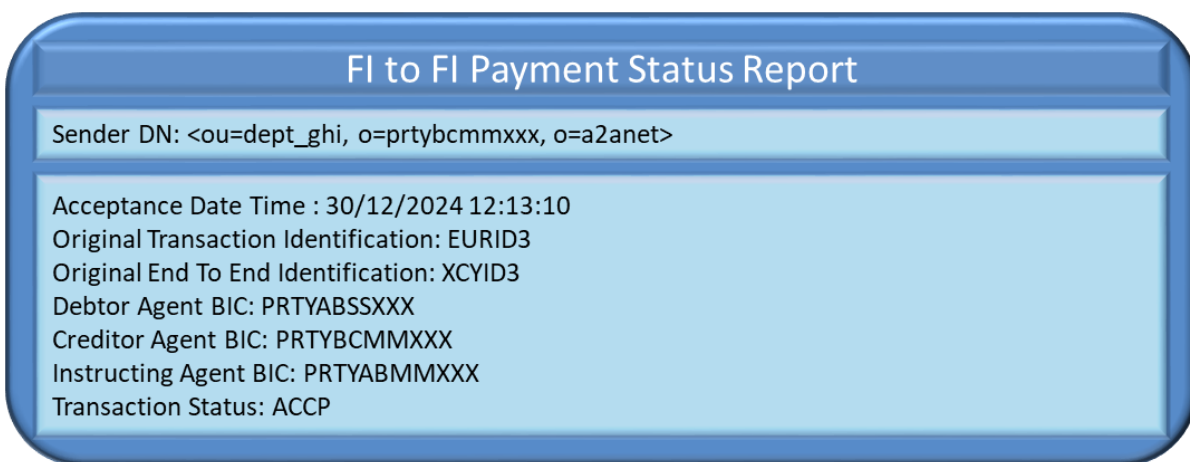 FI to FI Payment Status Report
Sender DN: <ou=dept_ghi, o=prtybcmmxxx, o=a2anet>
Acceptance Date Time : 30/12/2024 12:13:10
Original Transaction Identification: EURID3
Original End To End Identification: XCYID3
Debtor Agent BIC: PRTYABSSXXX
Creditor Agent BIC: PRTYBCMMXXX
Instructing Agent BIC: PRTYABMMXXX
Transaction Status: ACCP